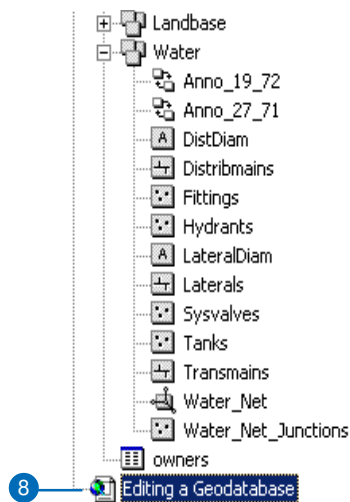 Landbase
Water
Anno_19_72
Anno_27_71
A DistDiam
Distribmains
Fittings
Hydrants
A LateralDiam
Laterals
Sysvalves
Tanks
Transmains
Water_Net
Water_Net_Junctions
owners
8 Editing a Geodatabase